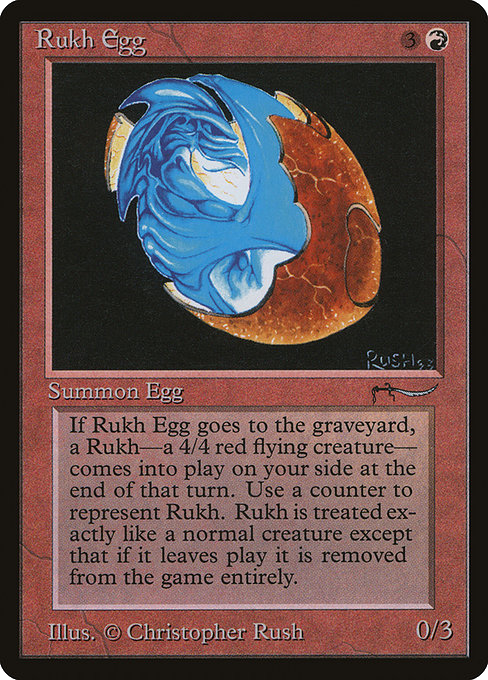 Rukh Egg 3
RUSH93
Summon Egg
If Rukh Egg goes to the graveyard,
a Rukh—a 4/4 red flying creature—
comes into play on your side at the
end of that turn. Use a counter to
represent Rukh. Rukh is treated ex-
actly like a normal creature except
that if it leaves play it is removed
from the game entirely.
Illus. © Christopher Rush 0/3